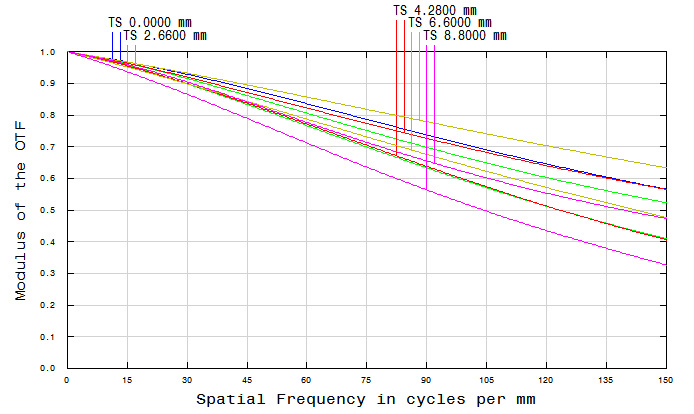 TS 4.2800 mm
TS 0.0000 mm TS 6.6000 mm
TS 2.6600 mm TS 8.8000 mm
1.0
0.9
0.8
0.7
0.6
0.5
0.4
0.3
0.2
0.1
0.0
Modulus of the OTF
0 15 30 45 60 75 90 105 120 135 150
Spatial Frequency in cycles per mm